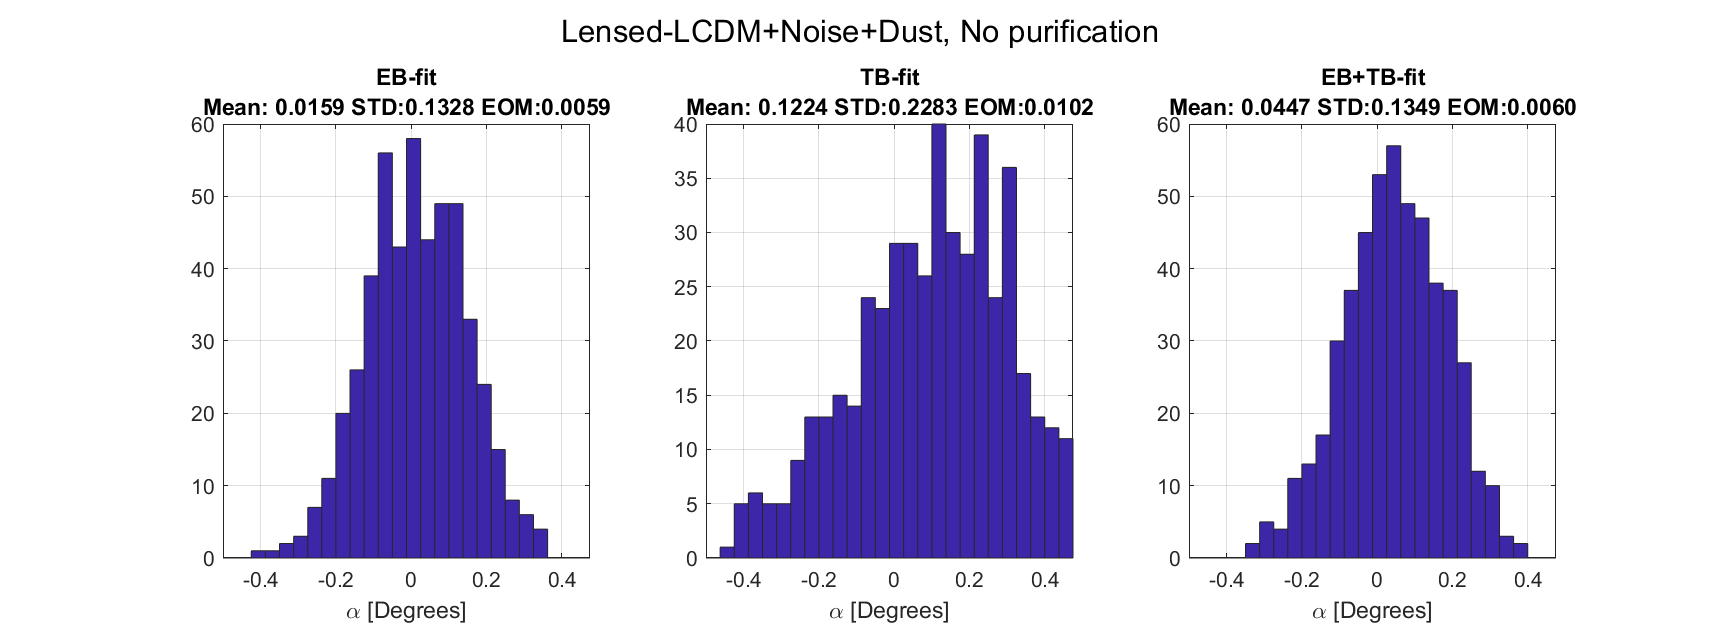 Lensed-LCDM+Noise+Dust, No purification
EB-fit
Mean: 0.0159 STD:0.1328 EOM:0.0059
60
50
40
30
20
10
0
-0.4 -0.2 0 0.2 0.4
α [Degrees]
TB-fit
Mean: 0.1224 STD:0.2283 EOM:0.0102
40
35
30
25
20
15
10
5
0
-0.4 -0.2 0 0.2 0.4
α [Degrees]
EB+TB-fit
Mean: 0.0447 STD:0.1349 EOM:0.0060
60
50
40
30
20
10
0
-0.4 -0.2 0 0.2 0.4
α [Degrees]